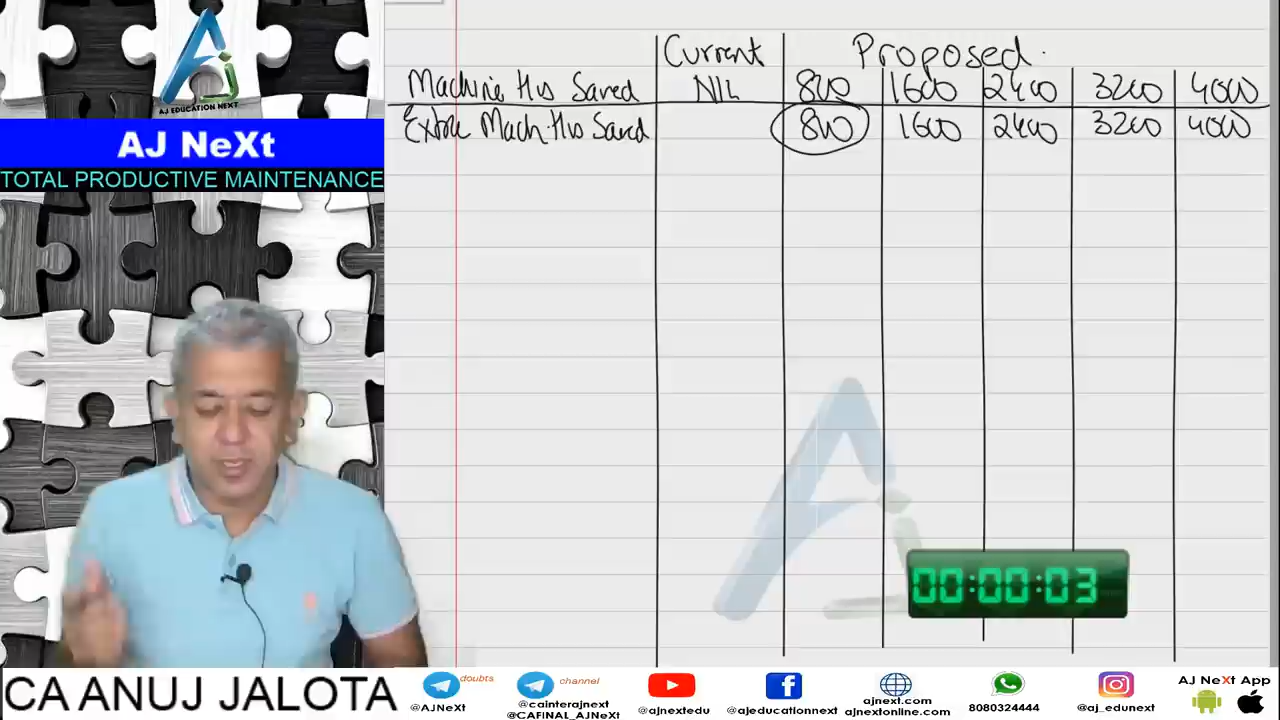 Aj
AJ EDUCATION NEXT
AJ NeXt
TOTAL PRODUCTIVE MAINTENANCE
Current Proposed.
Machine Hrs Saved NIL 800 1600 2400 3200 4000
Extra Mach. Hrs Saved 800 1600 2400 3200 4000
00:00:03
CA ANUJ JALOTA
doubts
@AJNeXt
channel
@cainterajnext
@CAFINAL_AJNeXt
@ajnextedu
@ajeducationnext
ajnext.com
ajnextonline.com
8080324444
@aj_edunext
AJ NeXt App